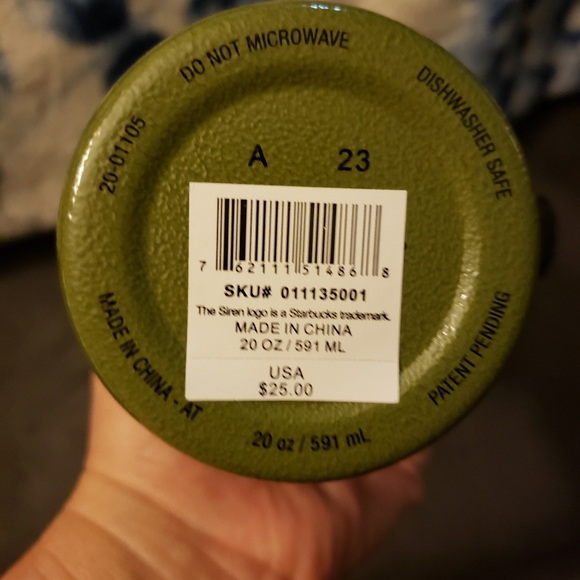 DO NOT MICROWAVE
DISHWASHER SAFE
20-01105
A 23
7 62111 51486 8
SKU# 011135001
The Siren logo is a Starbucks trademark.
MADE IN CHINA
20 OZ / 591 ML
USA
$25.00
MADE IN CHINA - AT
PATENT PENDING
20 oz / 591 mL